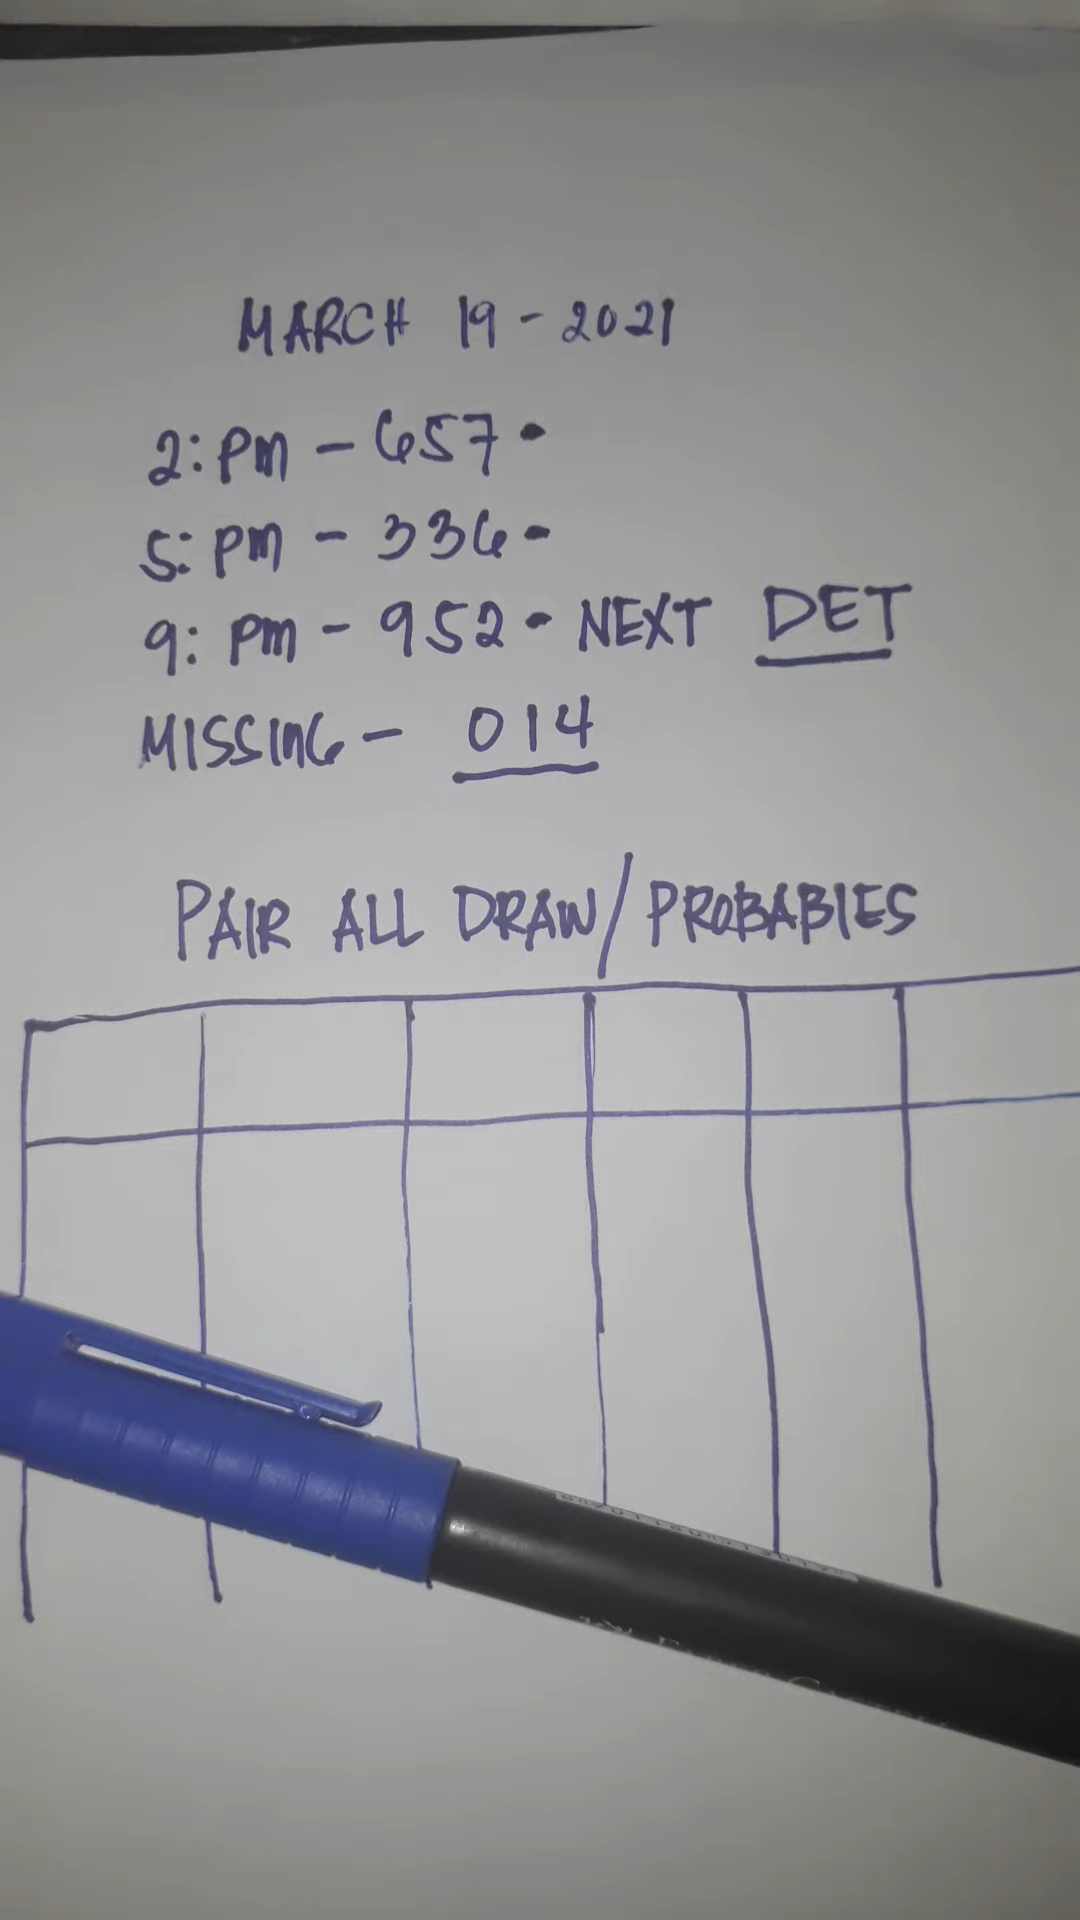 MARCH 19-2021
2:PM - 657.
5:PM - 336-
9:PM - 952 - NEXT DET
MISSING - 014
PAIR ALL DRAW/PROBABIES